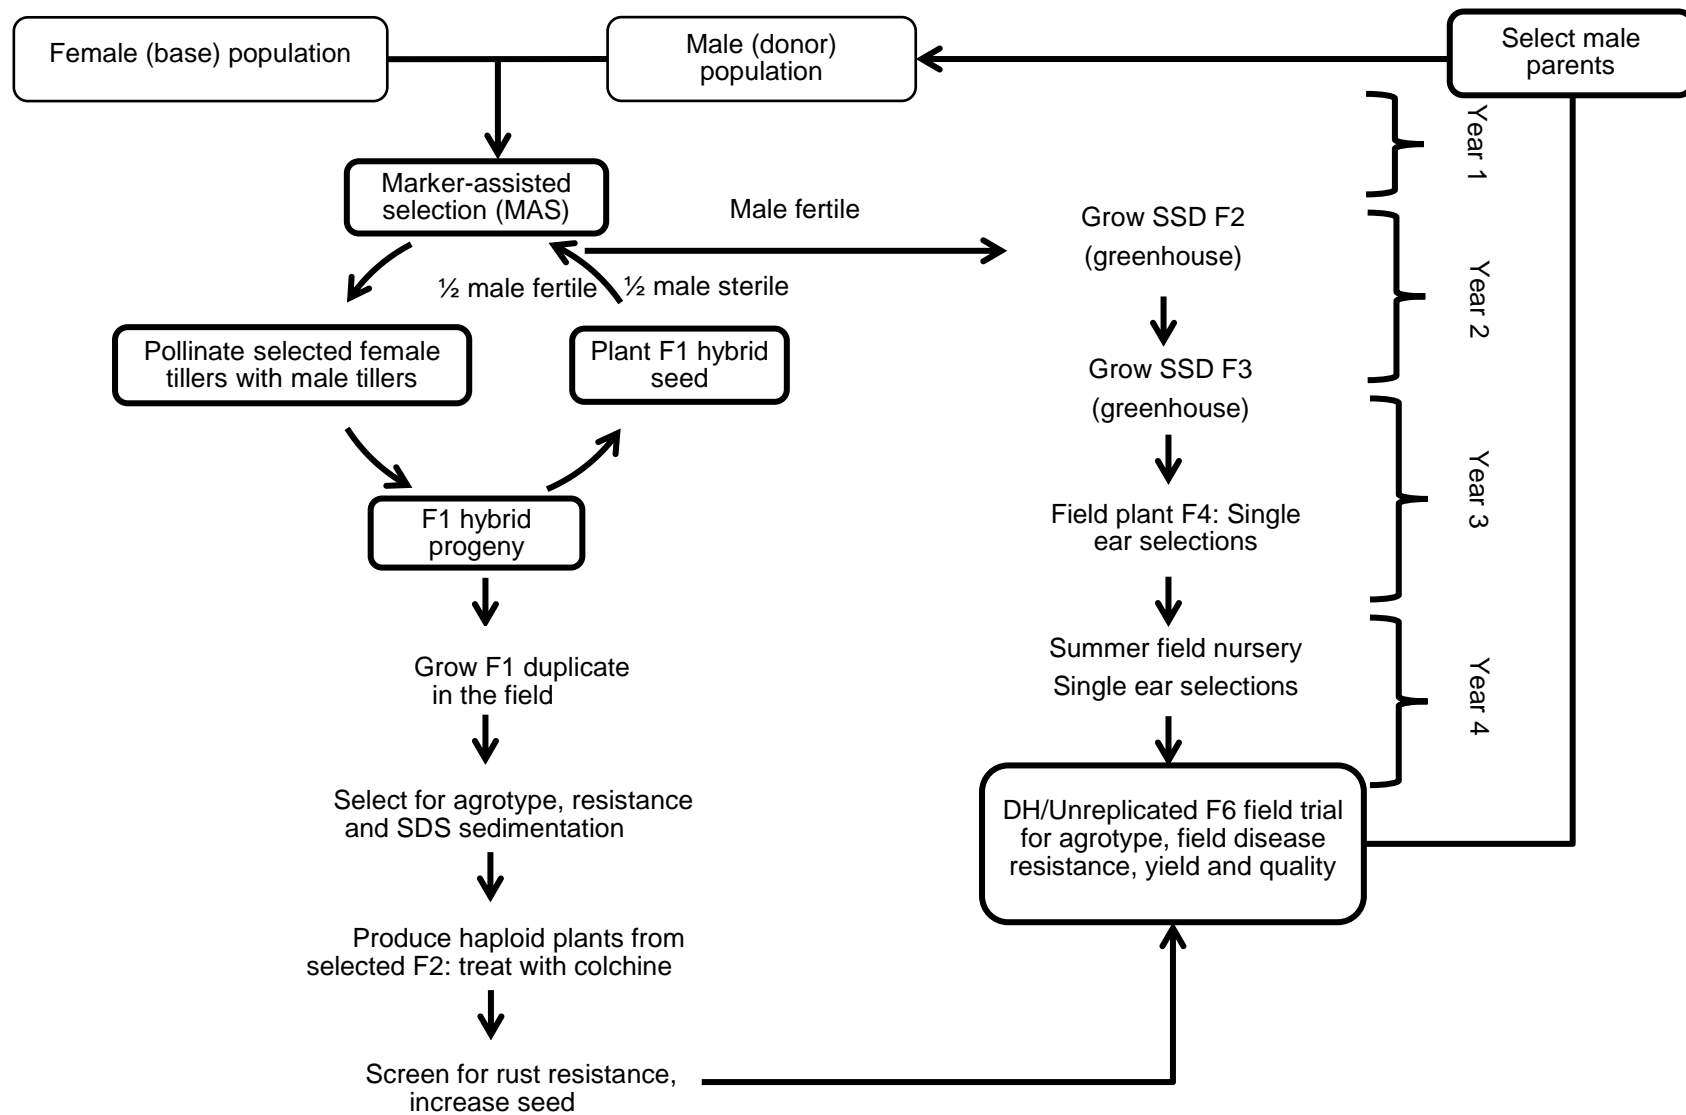 Female (base) population
Male (donor)
population
Select male
parents
Year 1
Marker-assisted
selection (MAS)
Male fertile
Grow SSD F2
(greenhouse)
½ male fertile
½ male sterile
Year 2
Pollinate selected female
tillers with male tillers
Plant F1 hybrid
seed
Grow SSD F3
(greenhouse)
Year 3
F1 hybrid
progeny
Field plant F4: Single
ear selections
Grow F1 duplicate
in the field
Summer field nursery
Single ear selections
Year 4
Select for agrotype, resistance
and SDS sedimentation
DH/Unreplicated F6 field trial
for agrotype, field disease
resistance, yield and quality
Produce haploid plants from
selected F2: treat with colchine
Screen for rust resistance,
increase seed